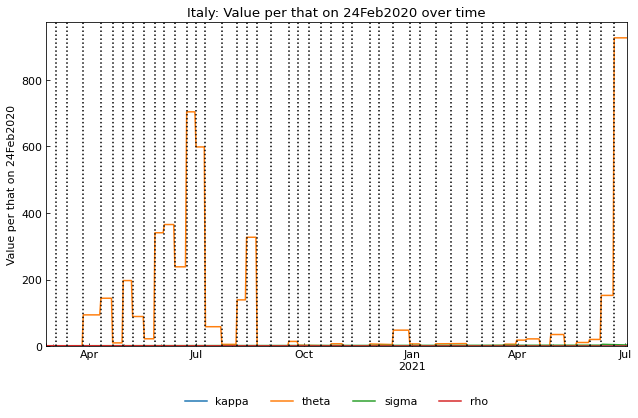 Italy: Value per that on 24Feb2020 over time
Value per that on 24Feb2020
800
600
400
200
0
Apr Jul Oct Jan Apr Jul
2021
kappa theta sigma rho